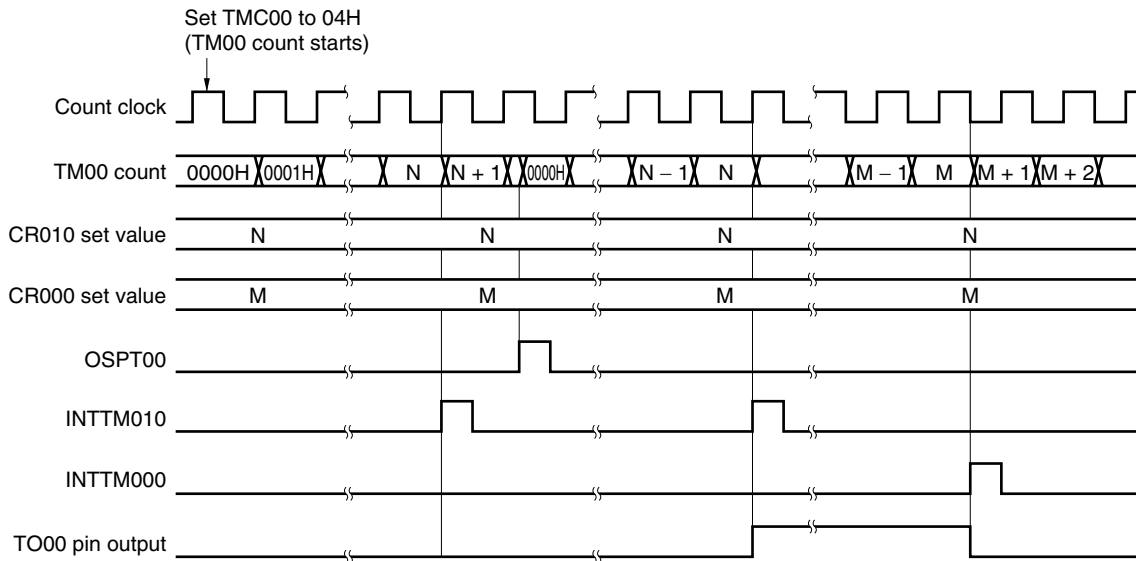 Set TMC00 to 04H
(TM00 count starts)
Count clock
TM00 count 0000H 0001H N N + 1 0000H N − 1 N M − 1 M M + 1 M + 2
CR010 set value N N N N
CR000 set value M M M M
OSPT00
INTTM010
INTTM000
TO00 pin output